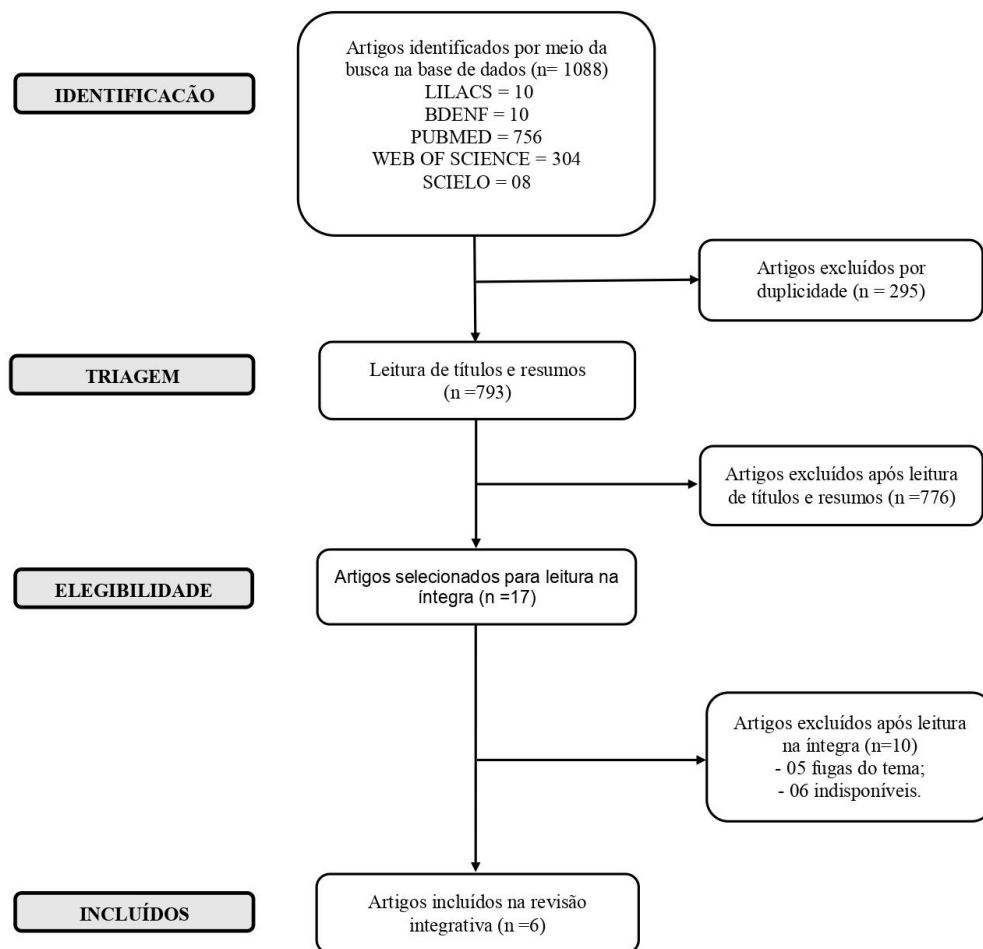 Artigos identificados por meio da
busca na base de dados (n= 1088)
LILACS = 10
BDENF = 10
PUBMED = 756
WEB OF SCIENCE = 304
SCIELO = 08
IDENTIFICACÃO
Artigos excluídos por
duplicidade (n = 295)
TRIAGEM
Leitura de títulos e resumos
(n =793)
Artigos excluídos após leitura
de títulos e resumos (n =776)
ELEGIBILIDADE
Artigos selecionados para leitura na
íntegra (n =17)
Artigos excluídos após leitura
na íntegra (n=10)
- 05 fugas do tema;
- 06 indisponíveis.
INCLUÍDOS
Artigos incluídos na revisão
integrativa (n =6)